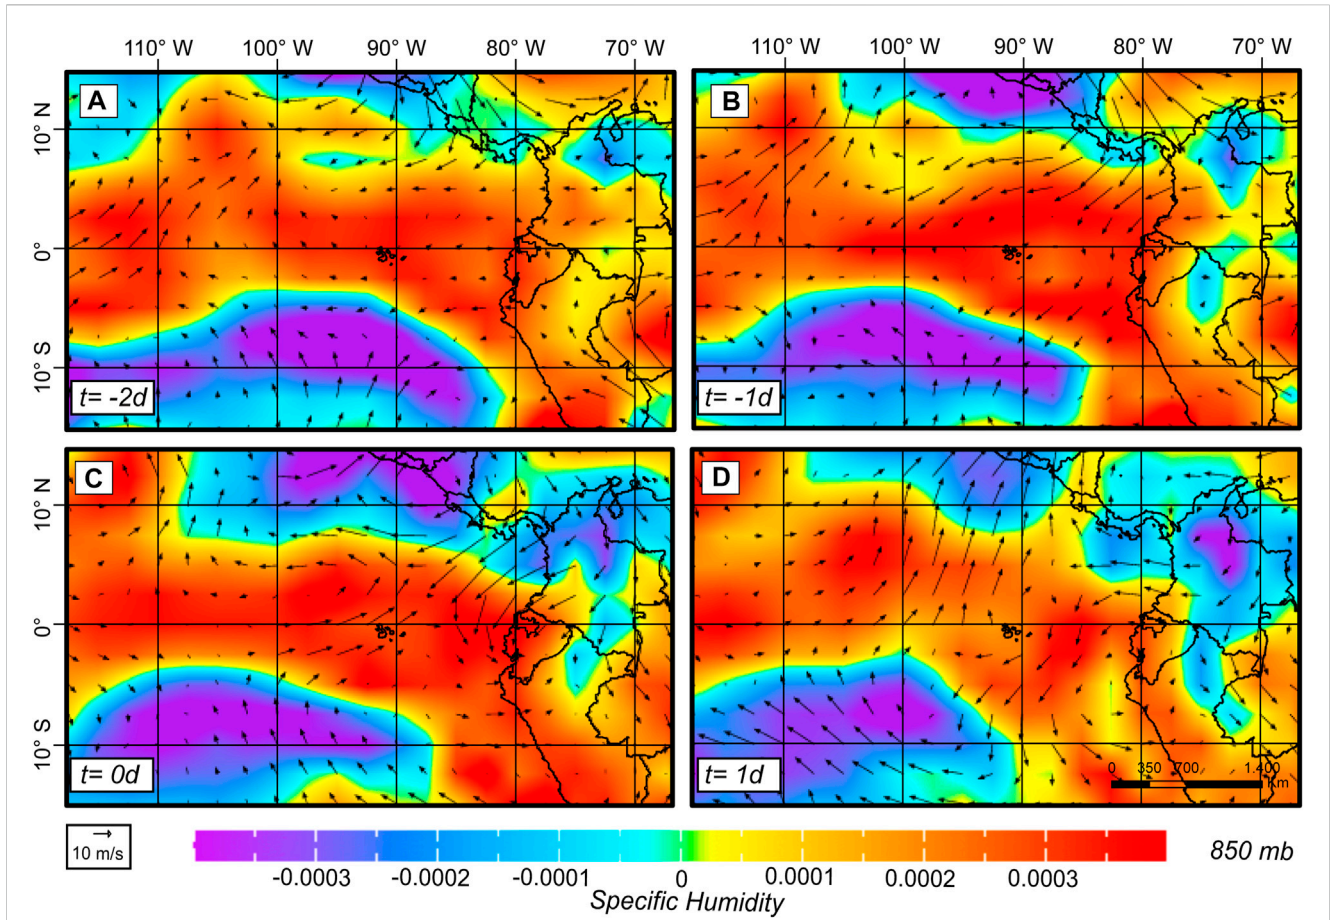 110° W 100° W 90° W 80° W 70° W 110° W 100° W 90° W 80° W 70° W
A
B
10° N
0°
10° S
t= -2d
t= -1d
C
D
10° N
0°
10° S
t= 0d
t= 1d
0 350 700 1.400
Km
10 m/s
-0.0003 -0.0002 -0.0001 0 0.0001 0.0002 0.0003
850 mb
Specific Humidity